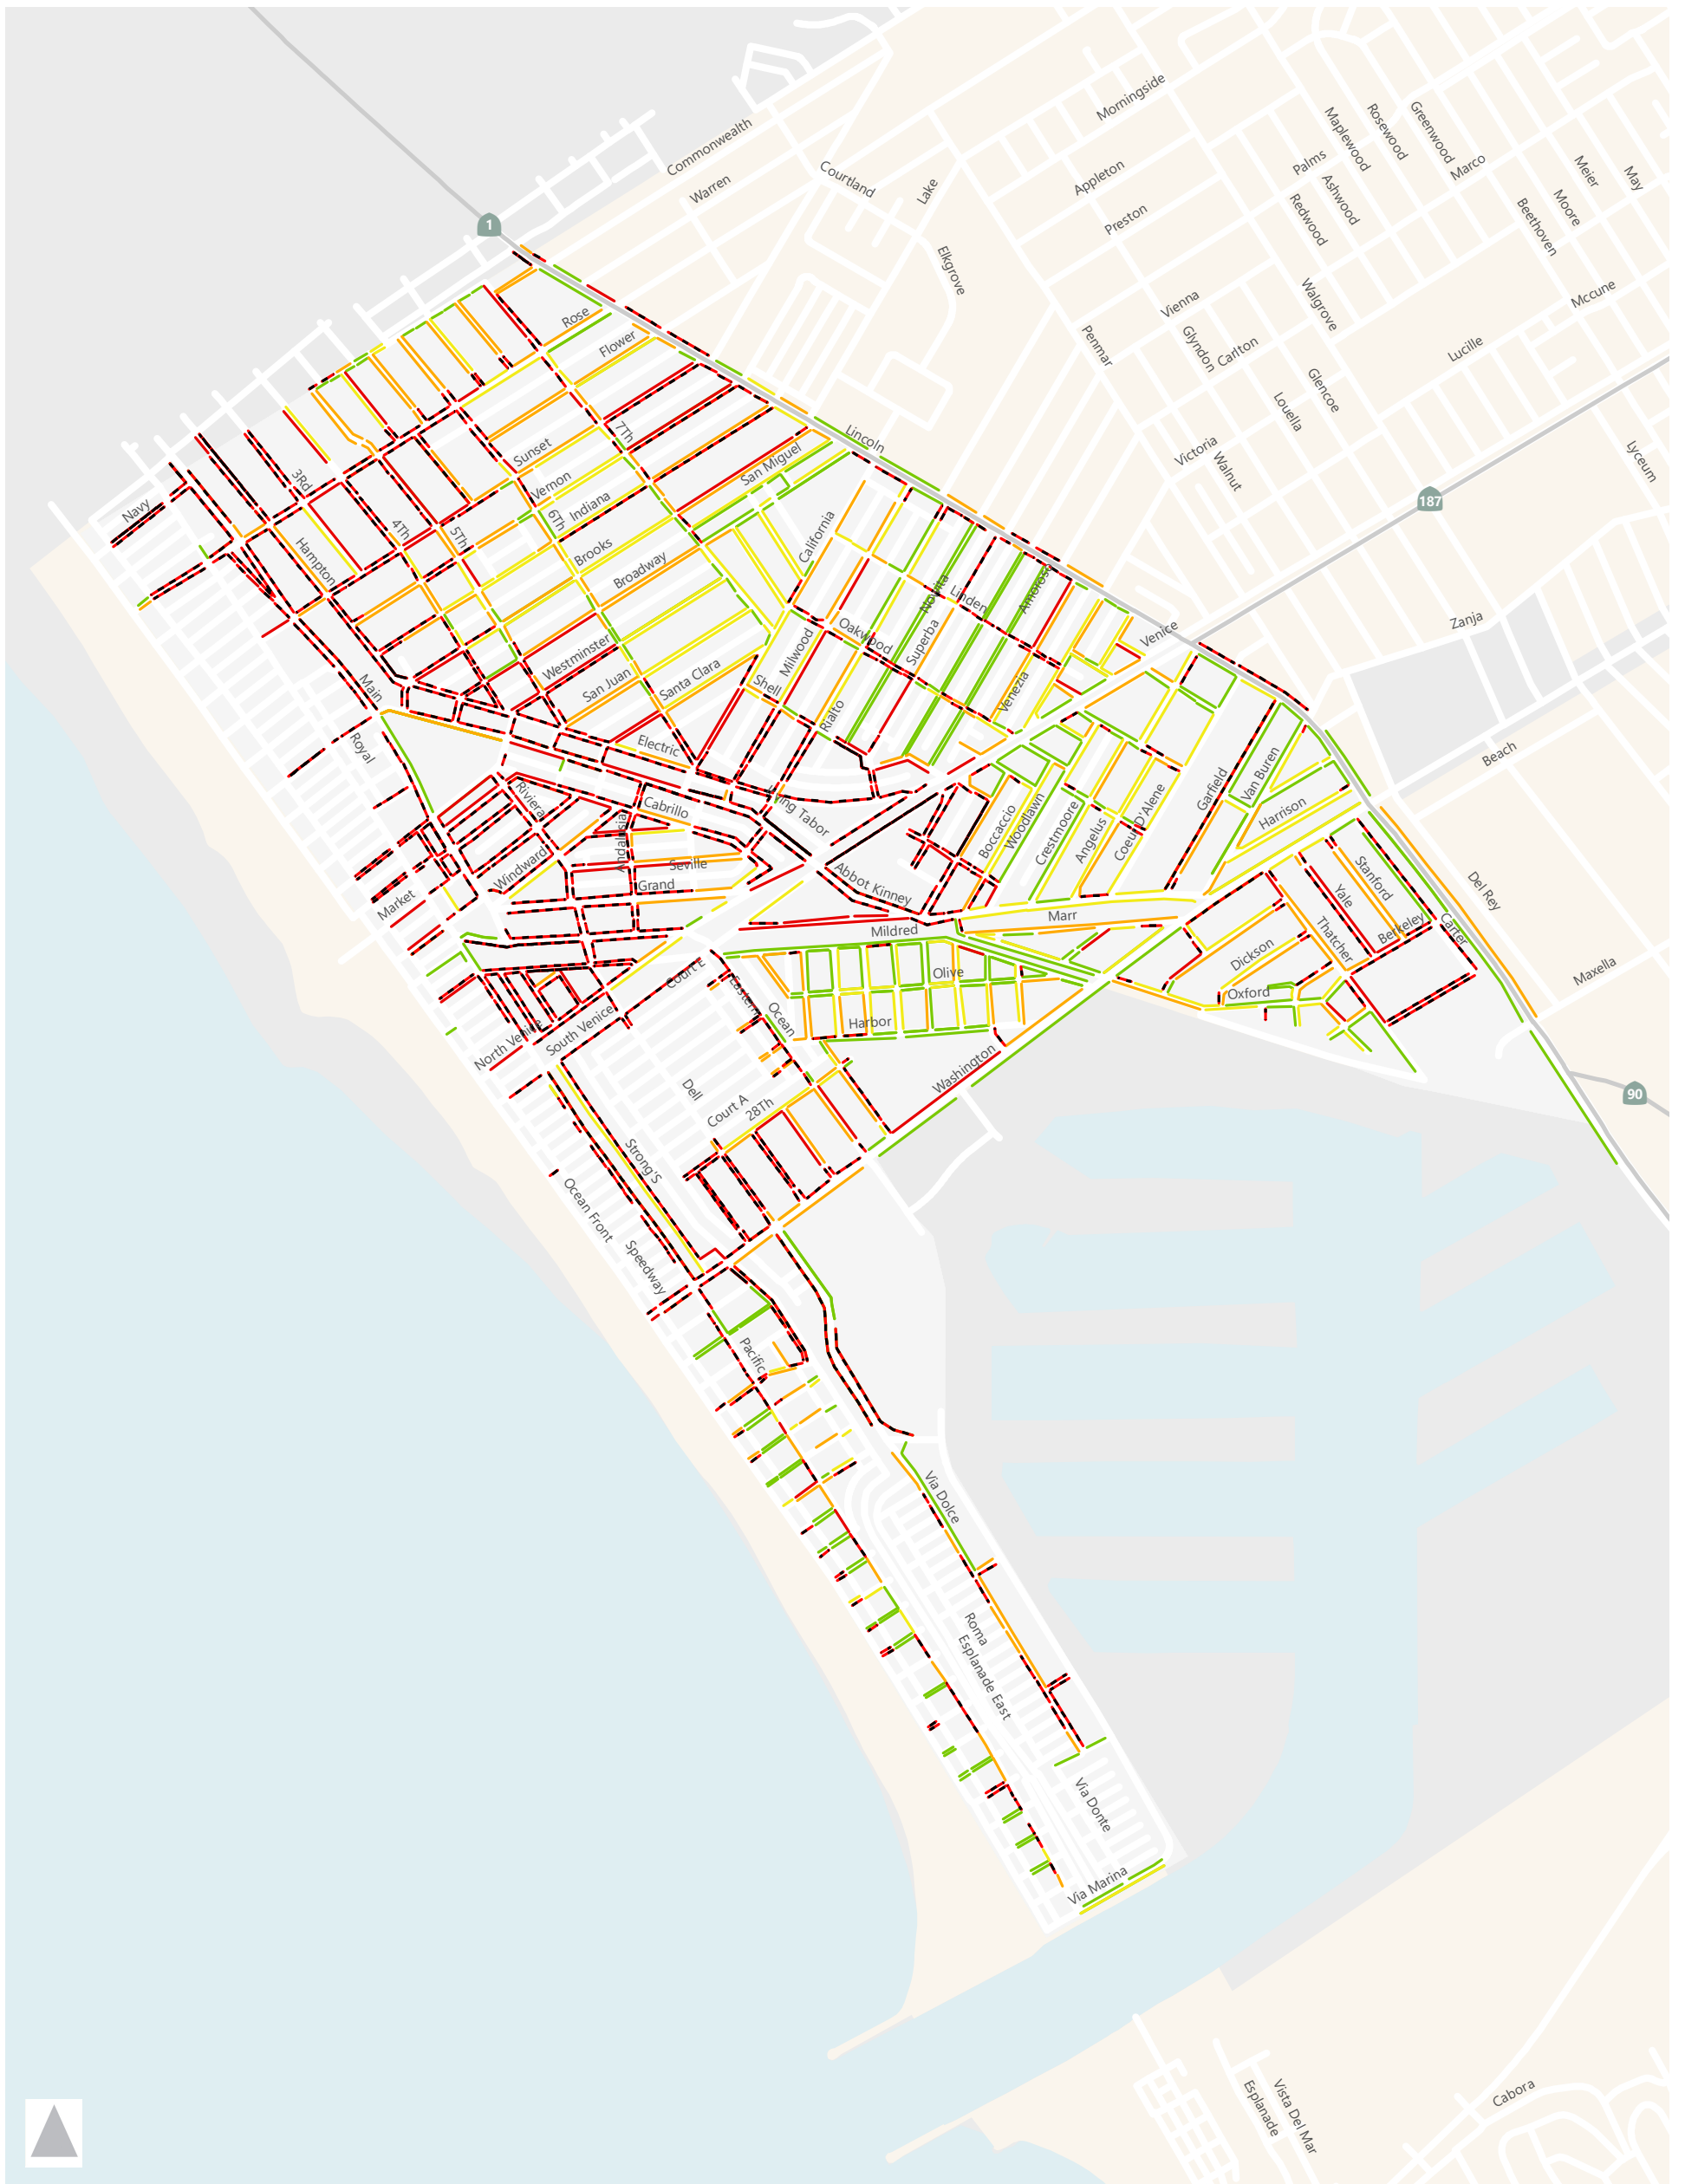 Commonwealth
Warren
Courtland
Lake
Elkgrove
Morningside
Appleton
Preston
Palms
Maplewood
Rosewood
Greenwood
Marco
Ashwood
Redwood
Beethoven
Moore
Meier
May
1
Vienna
Walgrove
Mccune
Penmar
Glyndon
Carlton
Lucille
Glencoe
Louella
Rose
Flower
7Th
Lincoln
Victoria
Walnut
Lyceum
187
Sunset
San Miguel
3Rd
Vernon
Indiana
6Th
Navy
4Th
5Th
Hampton
Brooks
Broadway
California
Novita
Linden
Amoroso
Zanja
Venice
Oakwood
Superba
Milwood
Westminster
San Juan
Santa Clara
Shell
Venezia
Main
Rialto
Royal
Electric
Beach
Van Buren
Garfield
Harrison
Riviera
Cabrillo
Irving Tabor
Boccaccio
Woodlawn
Crestmoore
Angelus
Coeur D'Alene
Andalusia
Windward
Seville
Grand
Abbot Kinney
Market
Marr
Mildred
Stanford
Yale
Del Rey
Thatcher
Berkeley
Carter
Dickson
Maxella
Court E
Olive
Eastern
Oxford
Ocean
Harbor
North Venice
South Venice
Washington
Dell
Court A
28Th
90
Strong'S
Ocean Front
Speedway
Pacific
Via Dolce
Roma
Esplanade East
Via Donte
Via Marina
Esplanade
Vista Del Mar
Cabora